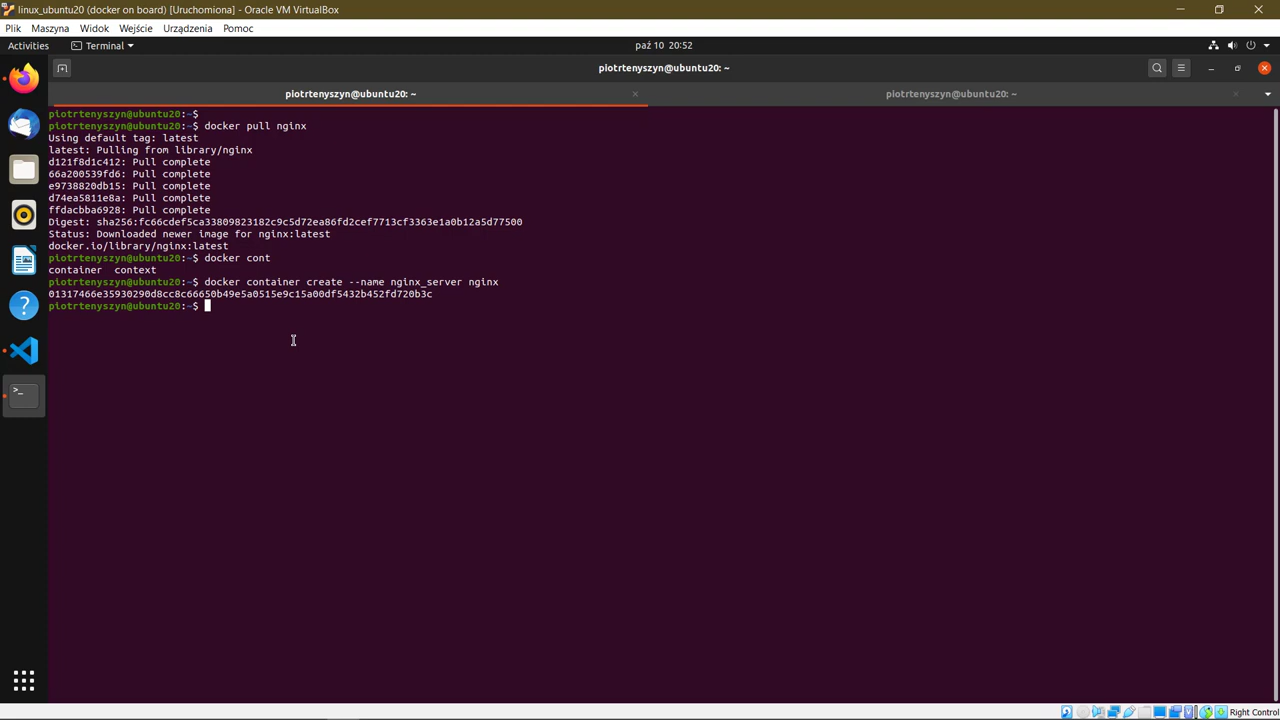 linux_ubuntu20 (docker on board) [Uruchomiona] - Oracle VM VirtualBox
Plik Maszyna Widok Wejście Urządzenia Pomoc
Activities Terminal paź 10 20:52
piotrtenyszyn@ubuntu20: ~
piotrtenyszyn@ubuntu20: ~ piotrtenyszyn@ubuntu20: ~
piotrtenyszyn@ubuntu20:~$
piotrtenyszyn@ubuntu20:~$ docker pull nginx
Using default tag: latest
latest: Pulling from library/nginx
d121f8d1c412: Pull complete
66a200539fd6: Pull complete
e9738820db15: Pull complete
d74ea5811e8a: Pull complete
ffdacbba6928: Pull complete
Digest: sha256:fc66cdef5ca33809823182c9c5d72ea86fd2cef7713cf3363e1a0b12a5d77500
Status: Downloaded newer image for nginx:latest
docker.io/library/nginx:latest
piotrtenyszyn@ubuntu20:~$ docker cont
container context
piotrtenyszyn@ubuntu20:~$ docker container create --name nginx_server nginx
01317466e35930290d8cc8c66650b49e5a0515e9c15a00df5432b452fd720b3c
piotrtenyszyn@ubuntu20:~$
Right Control